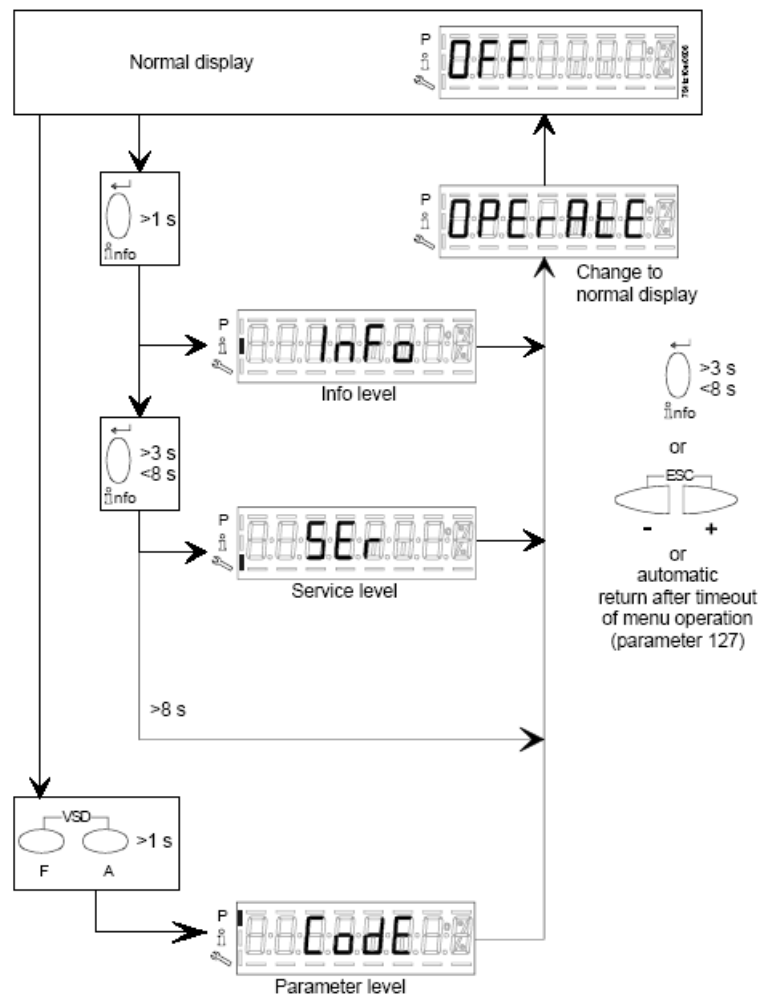 Normal display
P
OFF
>1 s
info
P
OPErAtE
Change to
normal display
P
InFo
Info level
>3 s
<8 s
info
or
ESC
- +
or
automatic
return after timeout
of menu operation
(parameter 127)
>3 s
<8 s
info
P
SEr
Service level
>8 s
VSD
>1 s
F A
P
CodE
Parameter level